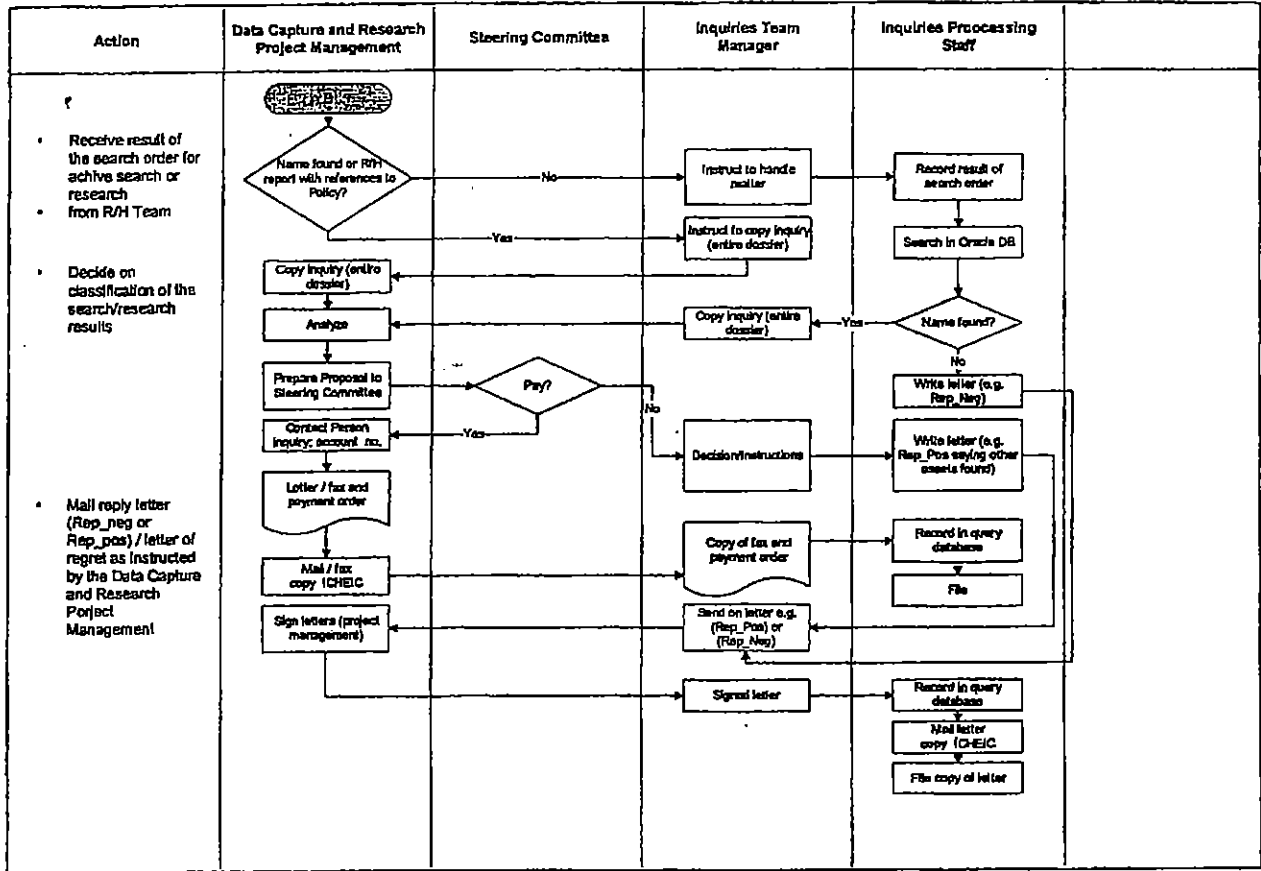 Action
Data Capture and Research
Project Management
Steering Committee
Inquiries Team
Manager
Inquiries Proocessing
Staff
Receive result of
the search order for
achive search or
research
from R/H Team
Decide on
classification of the
search/research
results
Mail reply letter
(Rep_neg or
Rep_pos) / letter of
regret as instructed
by the Data Capture
and Research
Porject
Management
Name found or R/H
report with references to
Policy?
No
Instruct to handle
matter
Record result of
search order
Yes
Instruct to copy inquiry
(entire dossier)
Search in Oracle DB
Copy inquiry (entire
dossier)
Analyze
Copy inquiry (entire
dossier)
Yes
Name found?
No
Prepare Proposal to
Steering Committee
Pay?
Write letter (e.g.
Rep_Neg)
No
Contact Person
inquiry; account no.
Yes
Decision/Instructions
Write letter (e.g.
Rep_Pos saying other
assets found)
Letter / fax and
payment order
Copy of fax and
payment order
Record in query
database
Mail / fax
copy ICHEIC
File
Sign letters (project
management)
Send on letter e.g.
(Rep_Pos) or
(Rep_Neg)
Signed letter
Record in query
database
Mail letter
copy ICHEIC
File copy of letter